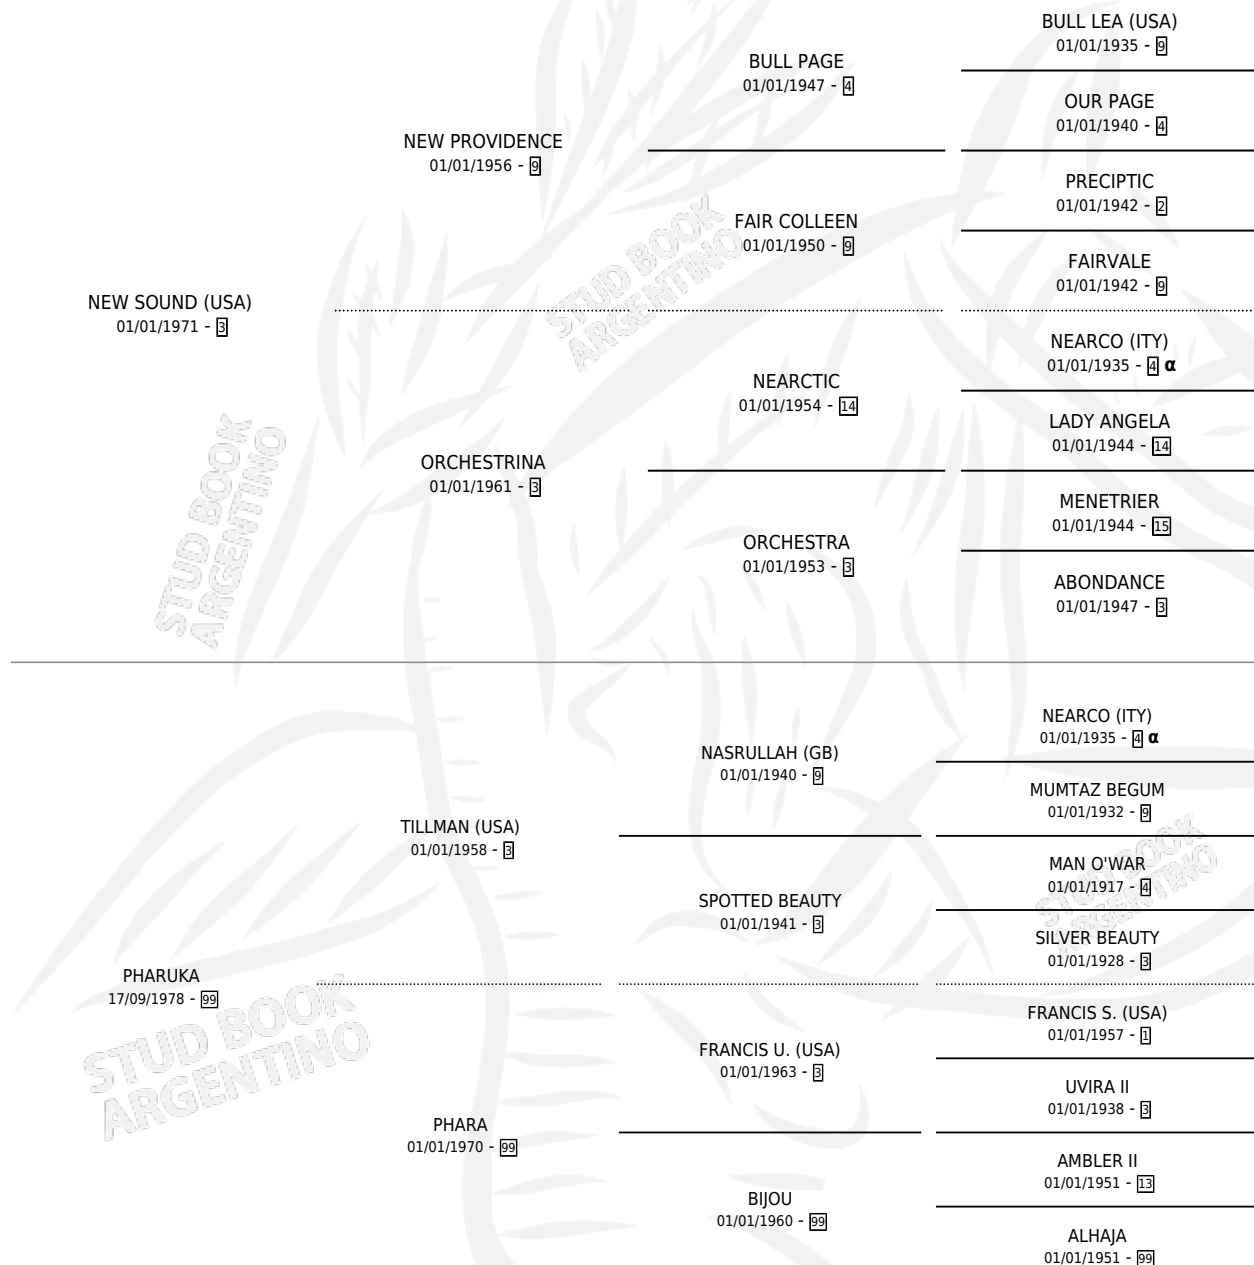 BULL LEA (USA)
01/01/1935 - 9
BULL PAGE
01/01/1947 - 4
OUR PAGE
01/01/1940 - 4
NEW PROVIDENCE
01/01/1956 - 9
PRECIPTIC
01/01/1942 - 2
FAIR COLLEEN
01/01/1950 - 9
FAIRVALE
01/01/1942 - 9
NEW SOUND (USA)
01/01/1971 - 3
NEARCO (ITY)
01/01/1935 - 4 α
NEARCTIC
01/01/1954 - 14
LADY ANGELA
01/01/1944 - 14
ORCHESTRINA
01/01/1961 - 3
MENETRIER
01/01/1944 - 15
ORCHESTRA
01/01/1953 - 3
ABONDANCE
01/01/1947 - 3
NEARCO (ITY)
01/01/1935 - 4 α
NASRULLAH (GB)
01/01/1940 - 9
MUMTAZ BEGUM
01/01/1932 - 9
TILLMAN (USA)
01/01/1958 - 3
MAN O'WAR
01/01/1917 - 4
SPOTTED BEAUTY
01/01/1941 - 3
SILVER BEAUTY
01/01/1928 - 3
PHARUKA
17/09/1978 - 99
FRANCIS S. (USA)
01/01/1957 - 1
FRANCIS U. (USA)
01/01/1963 - 3
UVIRA II
01/01/1938 - 3
PHARA
01/01/1970 - 99
AMBLER II
01/01/1951 - 13
BIJOU
01/01/1960 - 99
ALHAJA
01/01/1951 - 99
STUD BOOK
ARGENTINO
STUD BOOK
ARGENTINO
STUD BOOK
ARGENTINO
STUD BOOK
ARGENTINO